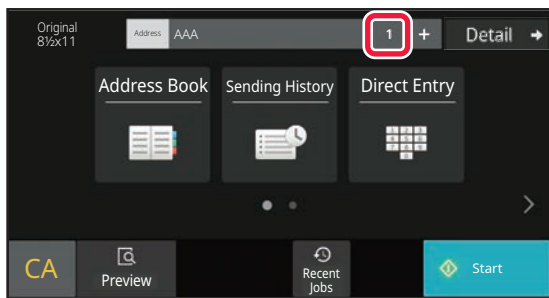 Original
8½x11
Address AAA 1 + Detail
Address Book
Sending History
Direct Entry
CA
Preview
Recent
Jobs
Start